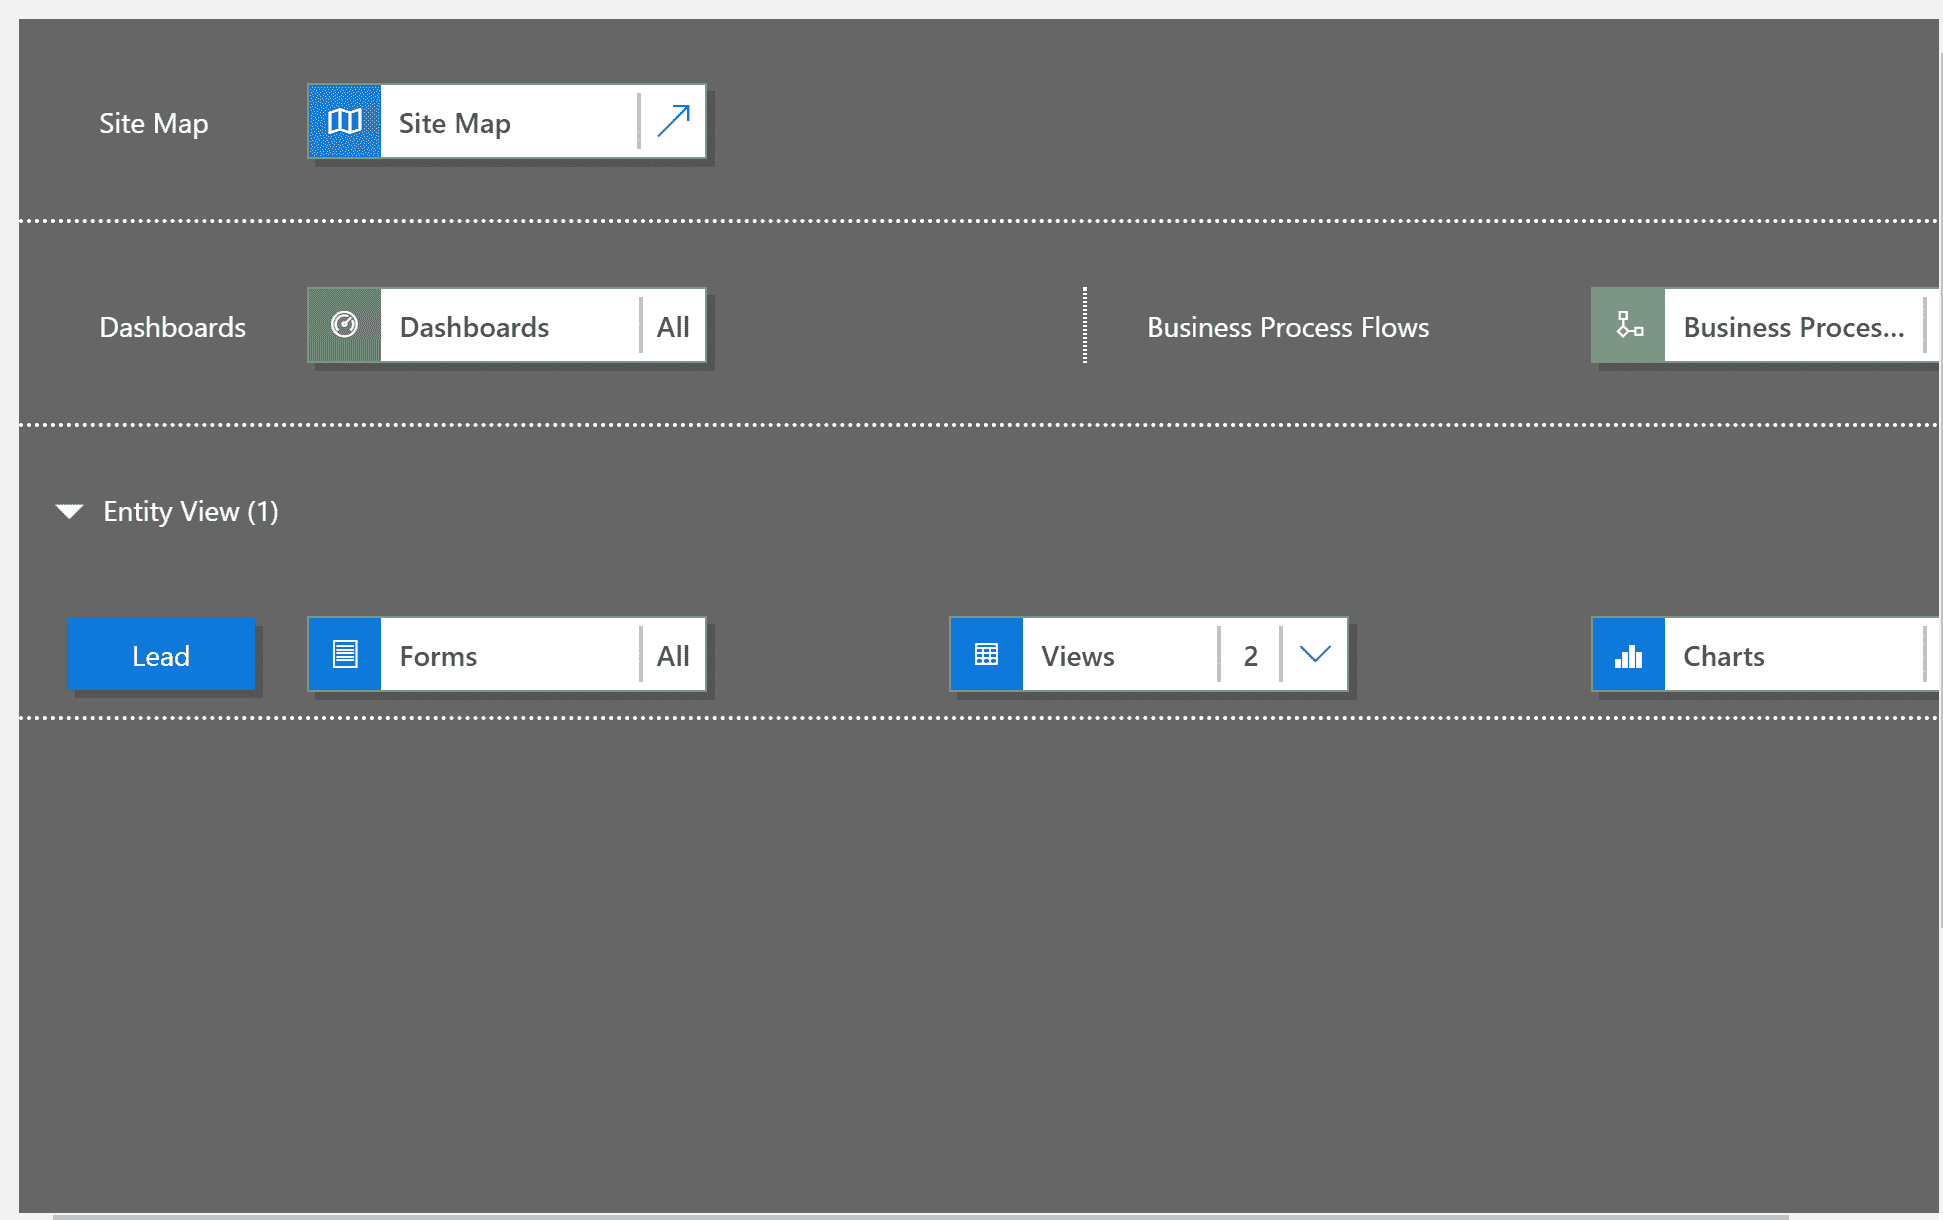 Site Map
Site Map
Dashboards
Dashboards
All
Business Process Flows
Business Proces...
Entity View (1)
Lead
Forms
All
Views
2
Charts